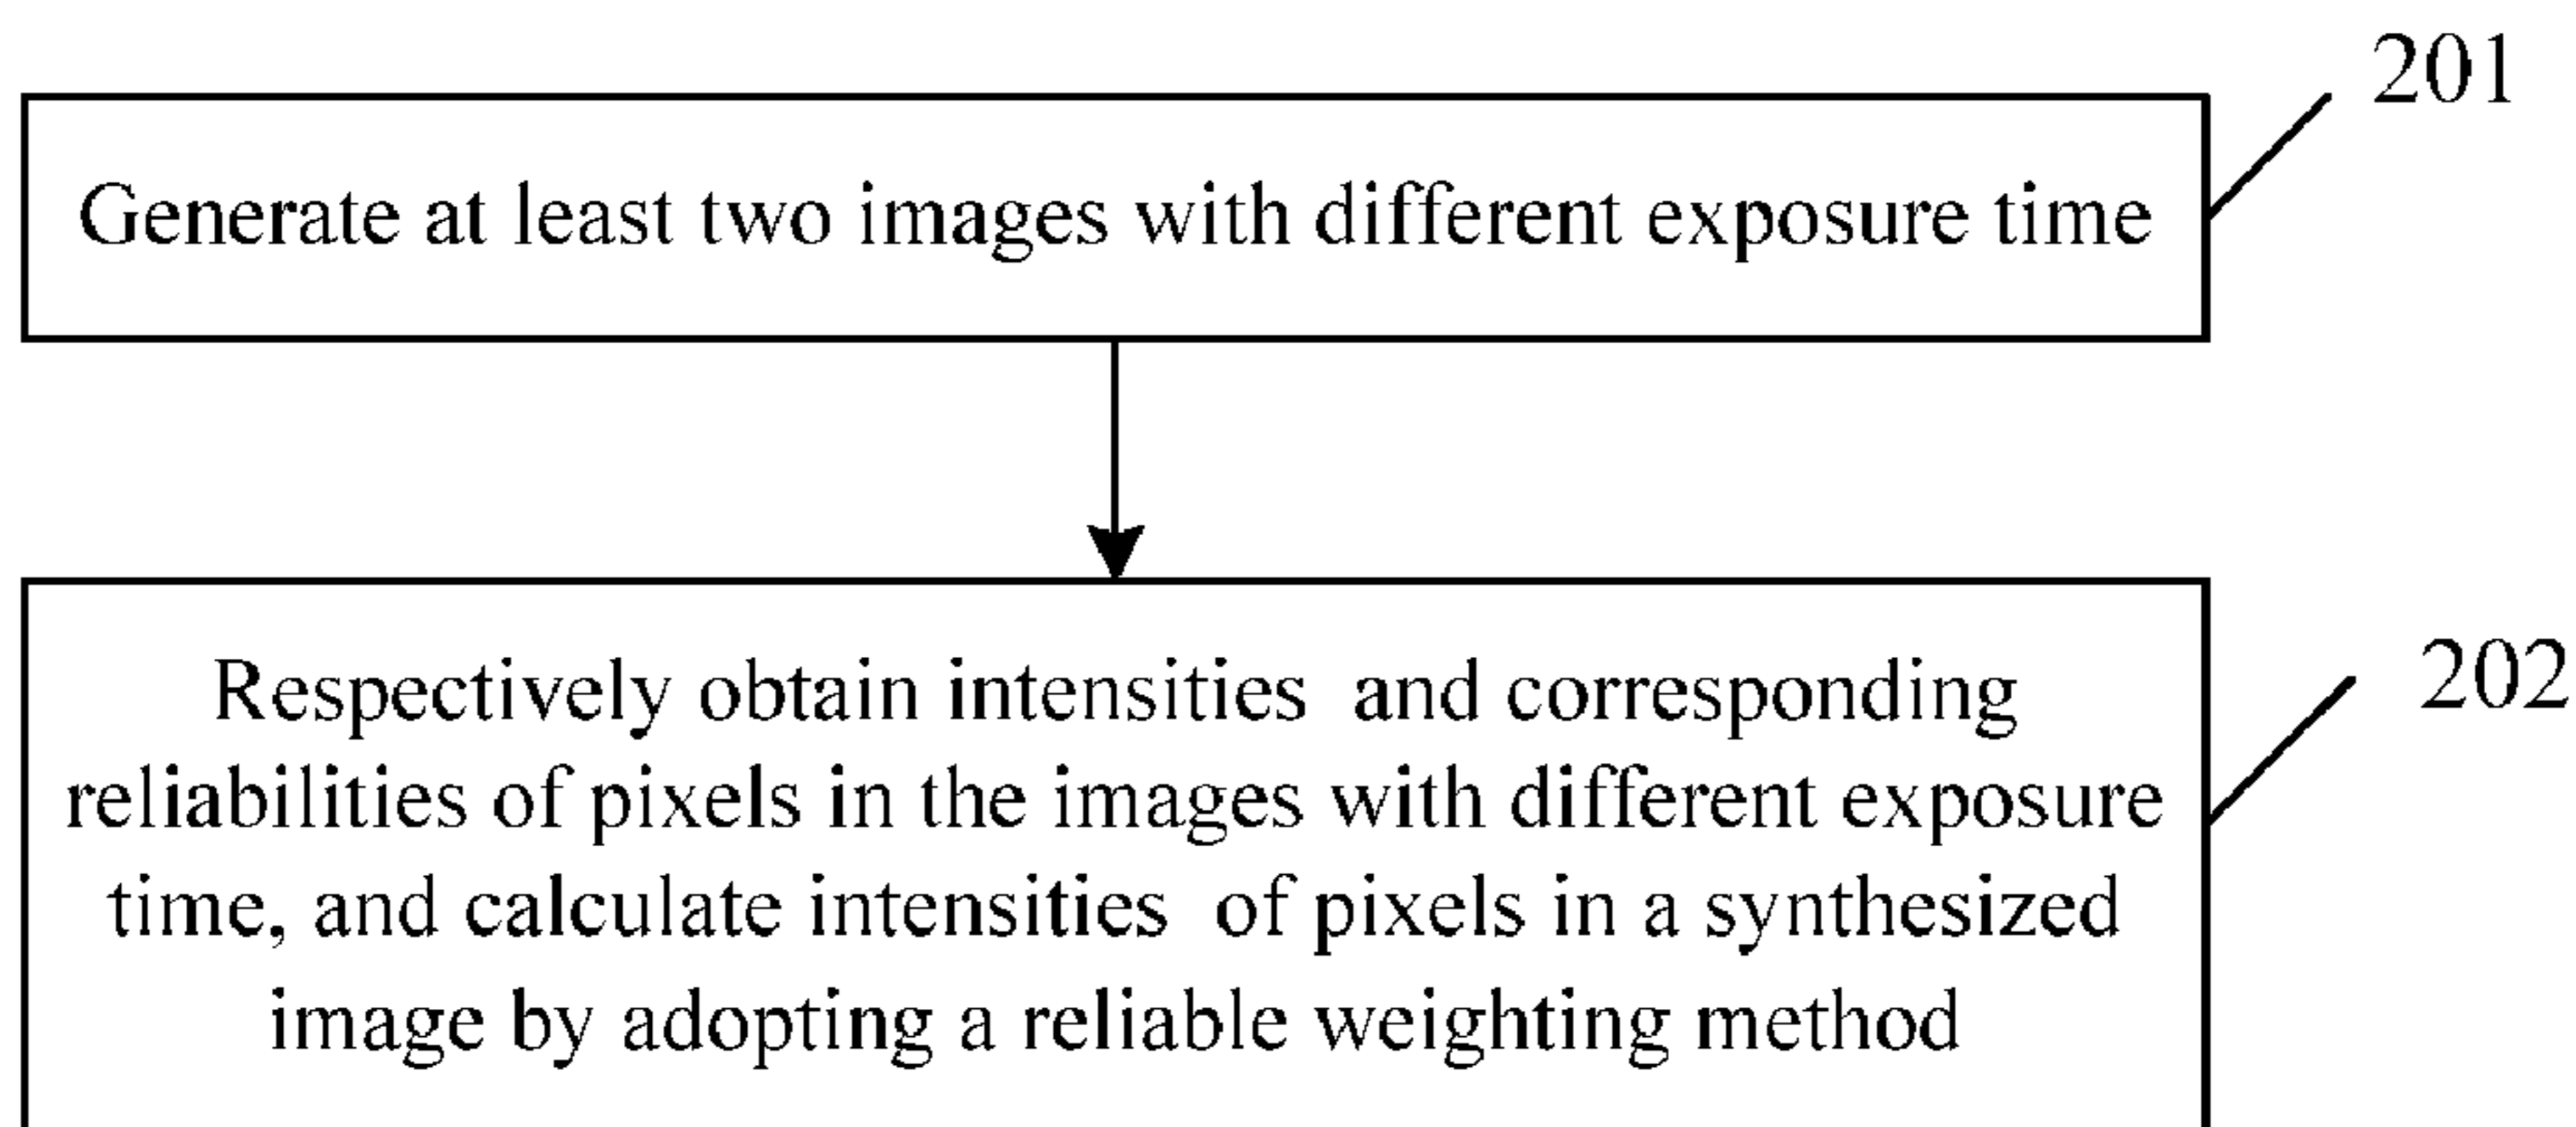 201
Generate at least two images with different exposure time
202
Respectively obtain intensities and corresponding
reliabilities of pixels in the images with different exposure
time, and calculate intensities of pixels in a synthesized
image by adopting a reliable weighting method